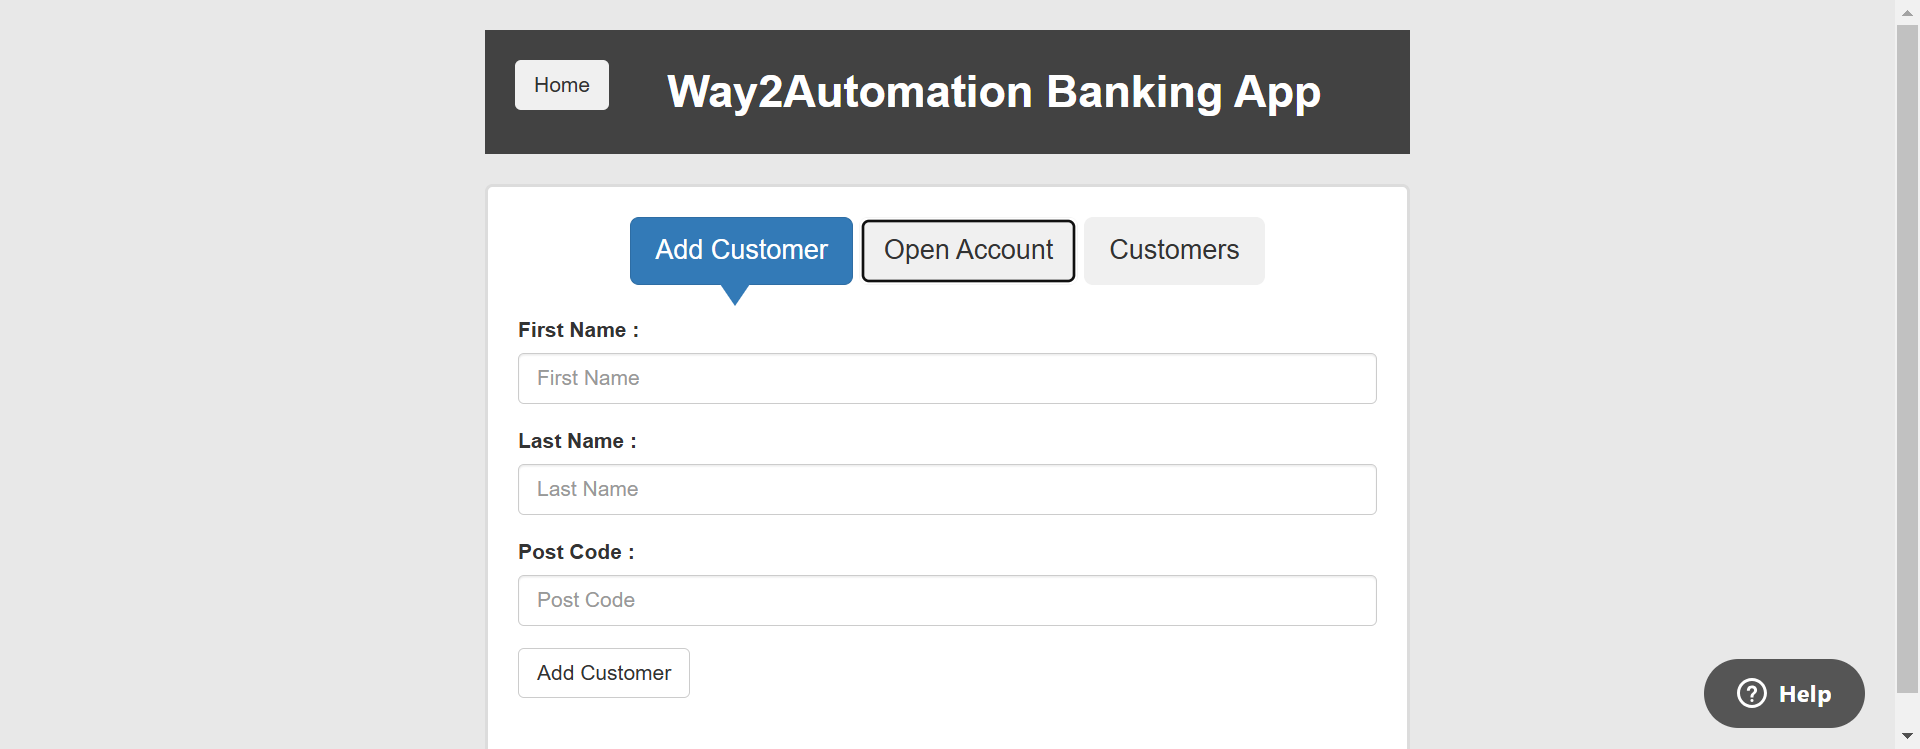 Home
Way2Automation Banking App
Add Customer
Open Account
Customers
First Name :
First Name
Last Name :
Last Name
Post Code :
Post Code
Add Customer
Help